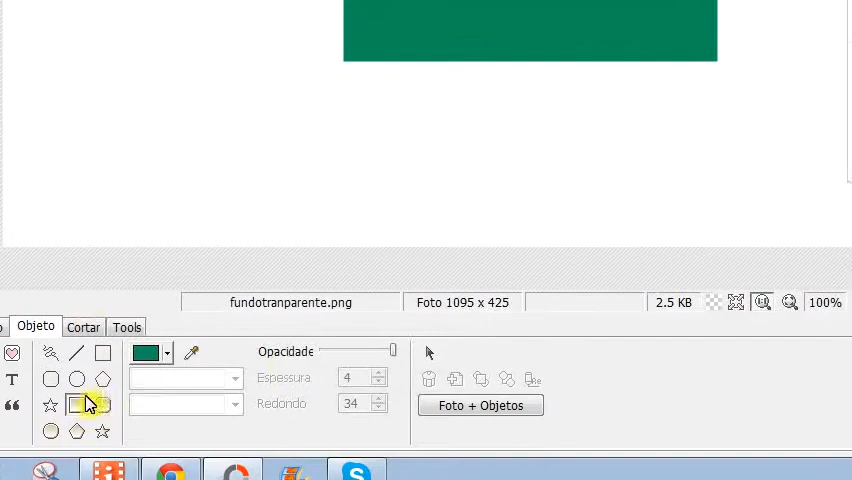 fundotranparente.png
Foto 1095 x 425
2.5 KB
100%
Objeto
Cortar
Tools
Opacidade
Espessura
4
Redondo
34
Foto + Objetos